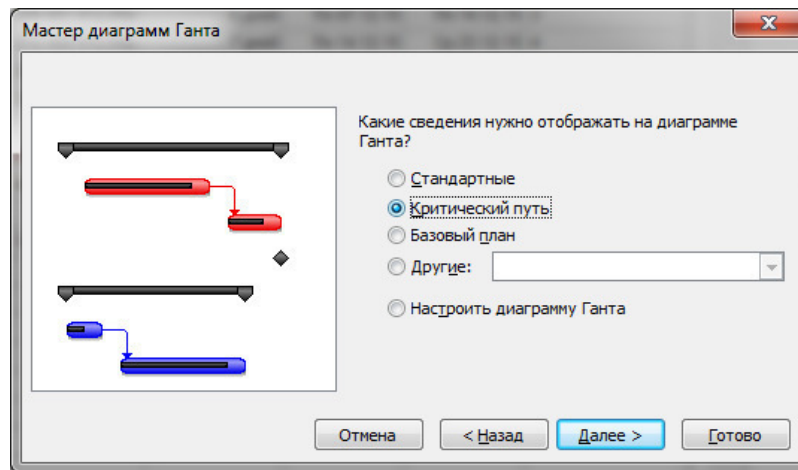 Мастер диаграмм Ганта
Какие сведения нужно отображать на диаграмме
Ганта?
Стандартные
Критический путь
Базовый план
Другие:
Настроить диаграмму Ганта
Отмена
< Назад
Далее >
Готово